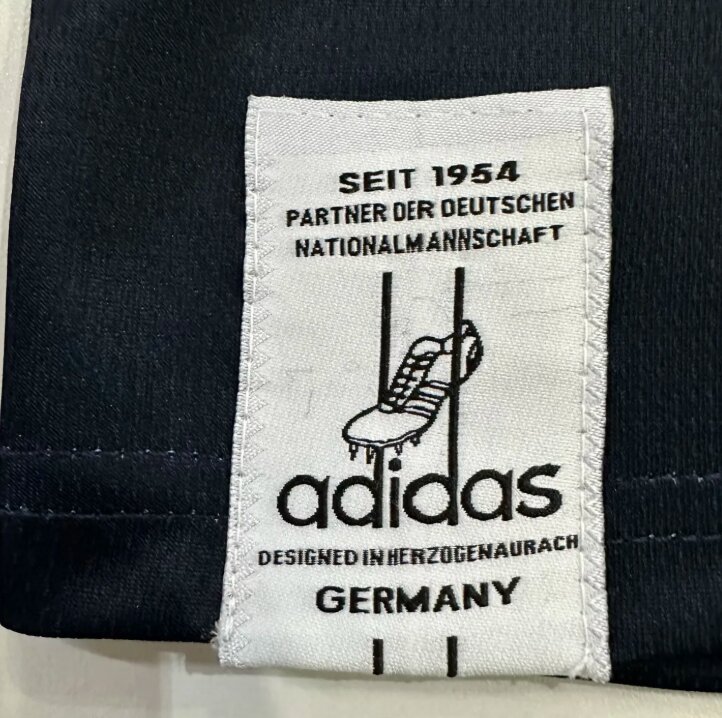 SEIT 1954
PARTNER DER DEUTSCHEN
NATIONALMANNSCHAFT
adidas
DESIGNED IN HERZOGENAURACH
GERMANY